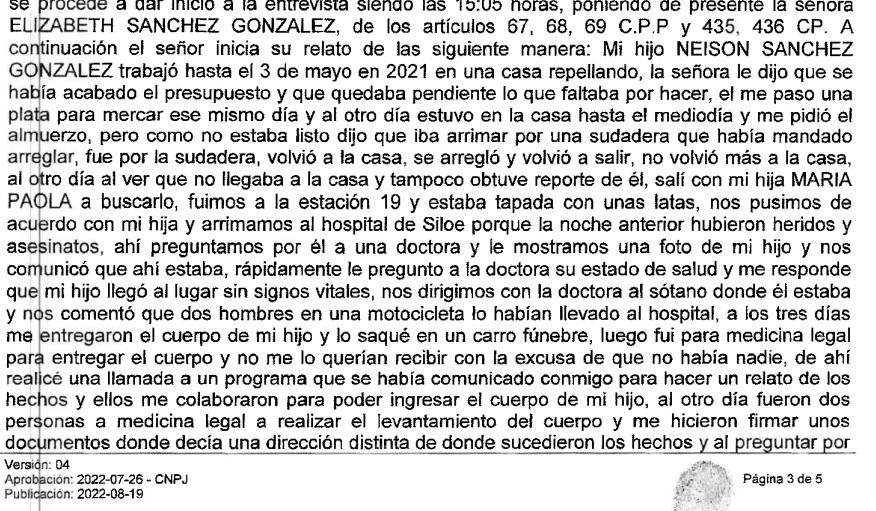 se procede a dar inicio a la entrevista siendo las 15:05 horas, poniendo de presente la señora
ELIZABETH SANCHEZ GONZALEZ, de los artículos 67, 68, 69 C.P.P y 435, 436 CP. A
continuación el señor inicia su relato de las siguiente manera: Mi hijo NEISON SANCHEZ
GONZALEZ trabajó hasta el 3 de mayo en 2021 en una casa repellando, la señora le dijo que se
había acabado el presupuesto y que quedaba pendiente lo que faltaba por hacer, el me paso una
plata para mercar ese mismo día y al otro día estuvo en la casa hasta el mediodía y me pidió el
almuerzo, pero como no estaba listo dijo que iba arrimar por una sudadera que había mandado
arreglar, fue por la sudadera, volvió a la casa, se arregló y volvió a salir, no volvió más a la casa,
al otro día al ver que no llegaba a la casa y tampoco obtuve reporte de él, salí con mi hija MARIA
PAOLA a buscarlo, fuimos a la estación 19 y estaba tapada con unas latas, nos pusimos de
acuerdo con mi hija y arrimamos al hospital de Siloe porque la noche anterior hubieron heridos y
asesinatos, ahí preguntamos por él a una doctora y le mostramos una foto de mi hijo y nos
comunicó que ahí estaba, rápidamente le pregunto a la doctora su estado de salud y me responde
que mi hijo llegó al lugar sin signos vitales, nos dirigimos con la doctora al sótano donde él estaba
y nos comentó que dos hombres en una motocicleta lo habían llevado al hospital, a los tres días
me entregaron el cuerpo de mi hijo y lo saqué en un carro fúnebre, luego fui para medicina legal
para entregar el cuerpo y no me lo querían recibir con la excusa de que no había nadie, de ahí
realicé una llamada a un programa que se había comunicado conmigo para hacer un relato de los
hechos y ellos me colaboraron para poder ingresar el cuerpo de mi hijo, al otro día fueron dos
personas a medicina legal a realizar el levantamiento del cuerpo y me hicieron firmar unos
documentos donde decía una dirección distinta de donde sucedieron los hechos y al preguntar por
Versión: 04
Aprobación: 2022-07-26 - CNPJ
Publicación: 2022-08-19
Página 3 de 5